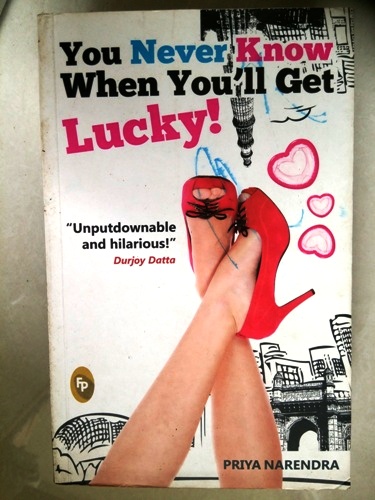 You Never Know
When You'll Get
Lucky!
"Unputdownable
and hilarious!"
Durjoy Datta
FP
PRIYA NARENDRA